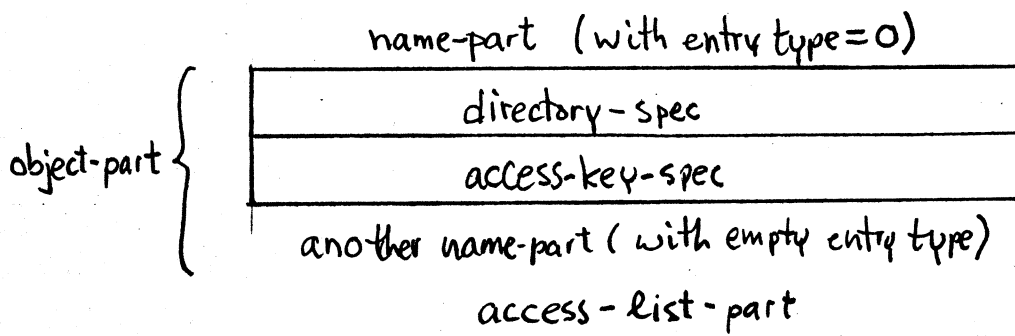 name-part (with entry type=0)
directory-spec
object-part
access-key-spec
another name-part (with empty entry type)
access-list-part